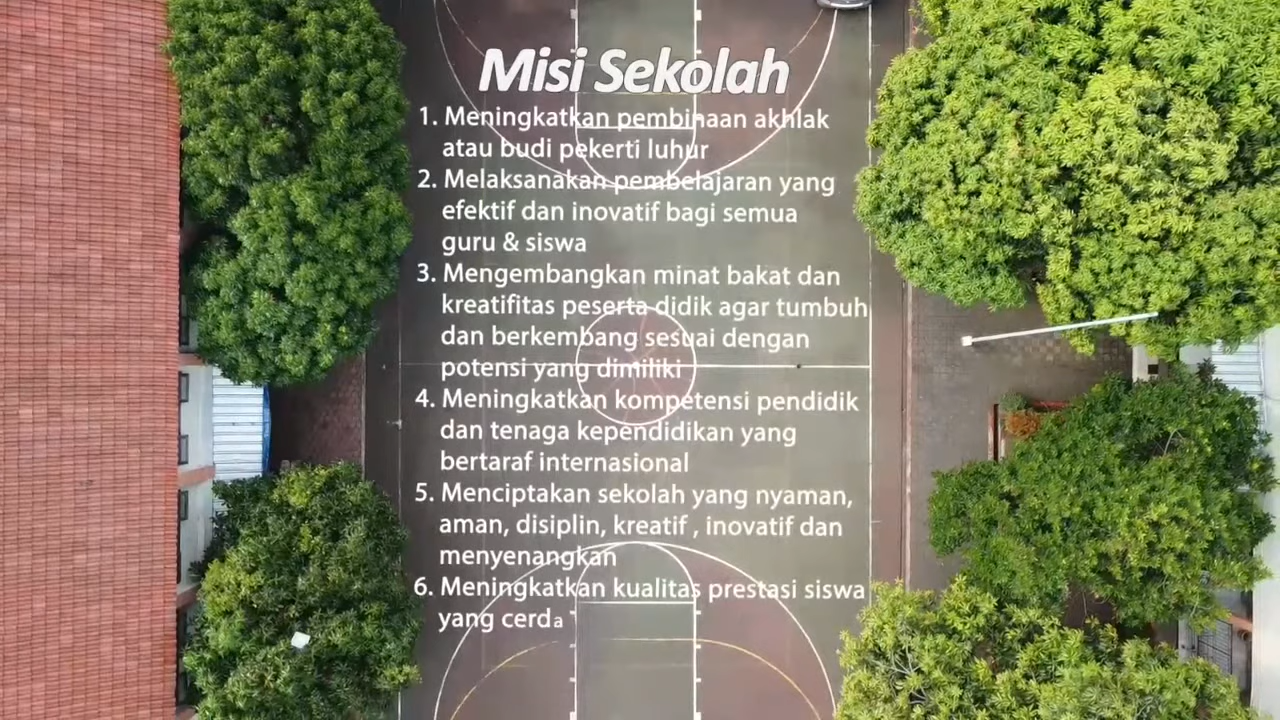 Misi Sekolah
1. Meningkatkan pembinaan akhlak
atau budi pekerti luhur
2. Melaksanakan pembelajaran yang
efektif dan inovatif bagi semua
guru & siswa
3. Mengembangkan minat bakat dan
kreatifitas peserta didik agar tumbuh
dan berkembang sesuai dengan
potensi yang dimiliki
4. Meningkatkan kompetensi pendidik
dan tenaga kependidikan yang
bertaraf internasional
5. Menciptakan sekolah yang nyaman,
aman, disiplin, kreatif , inovatif dan
menyenangkan
6. Meningkatkan kualitas prestasi siswa
yang cerda